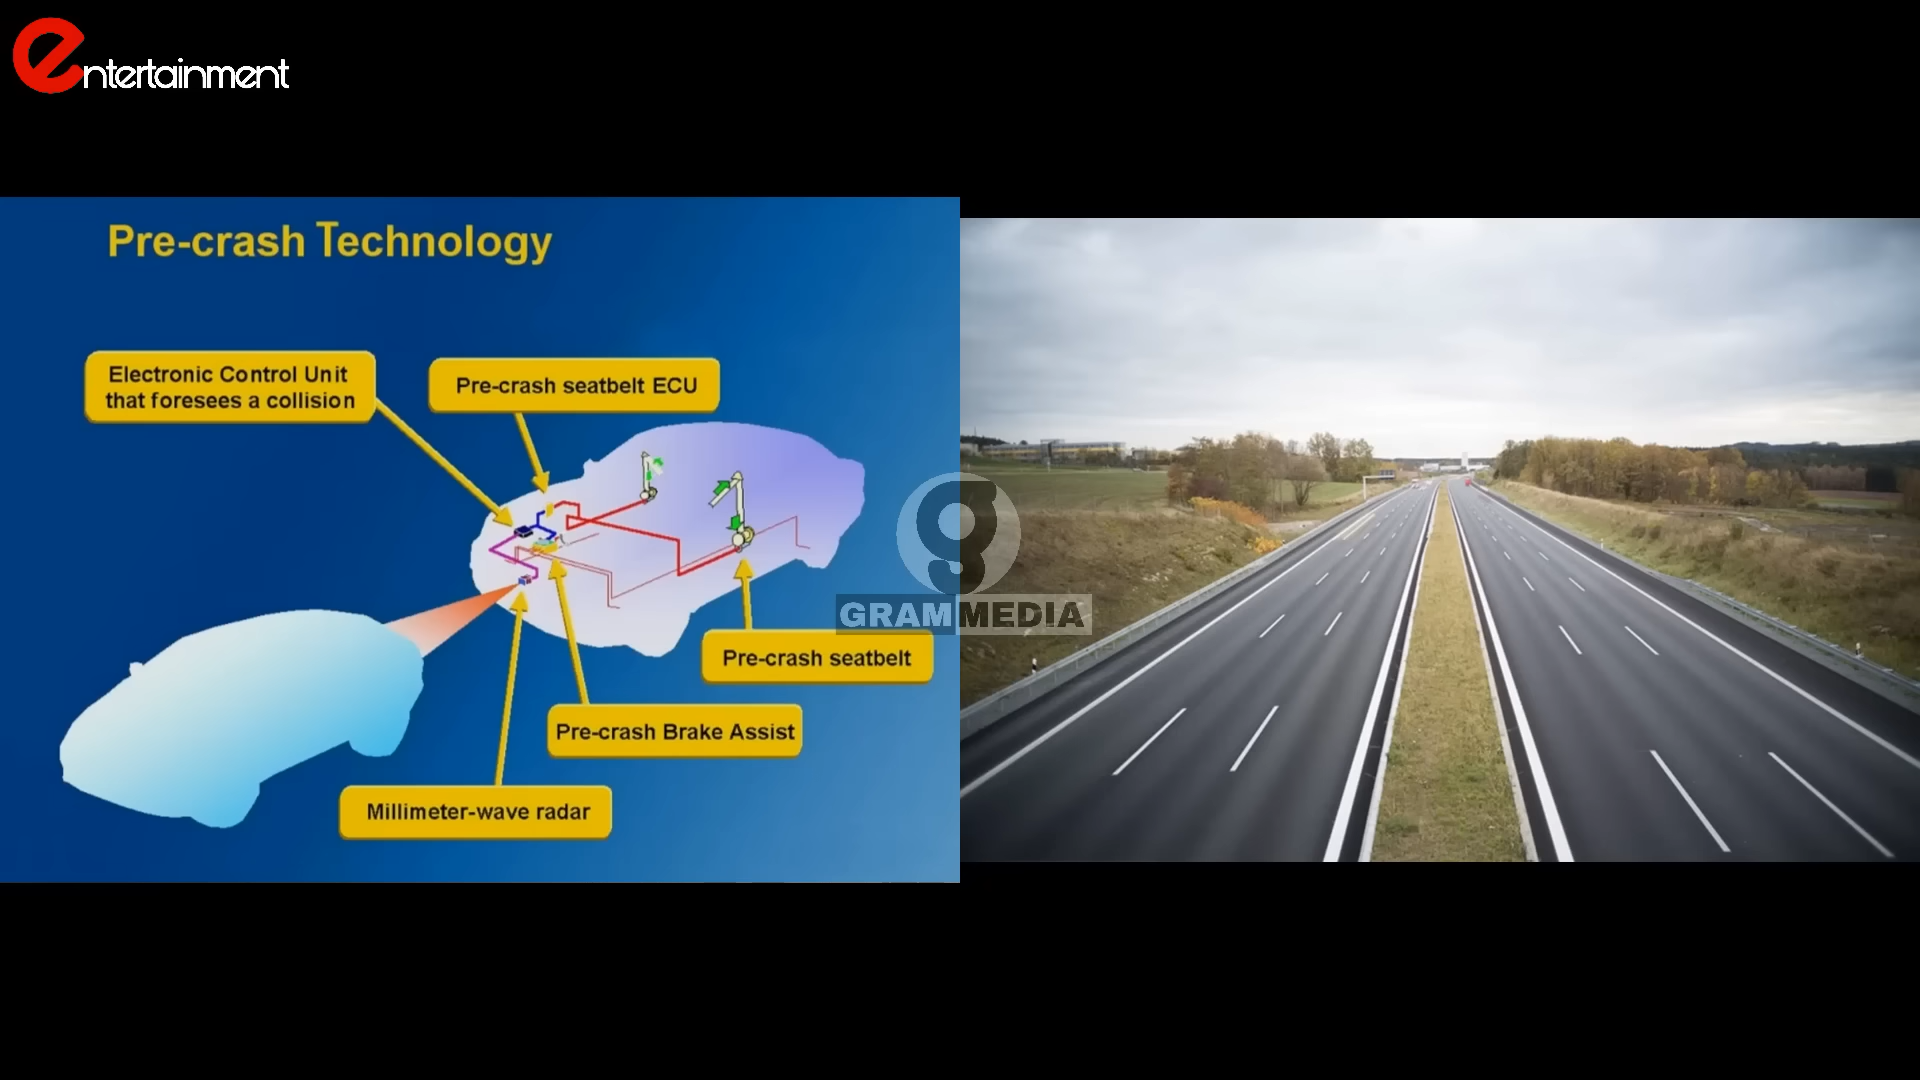 entertainment
Pre-crash Technology
Electronic Control Unit
that foresees a collision
Pre-crash seatbelt ECU
g
GRAMMEDIA
Pre-crash seatbelt
Pre-crash Brake Assist
Millimeter-wave radar